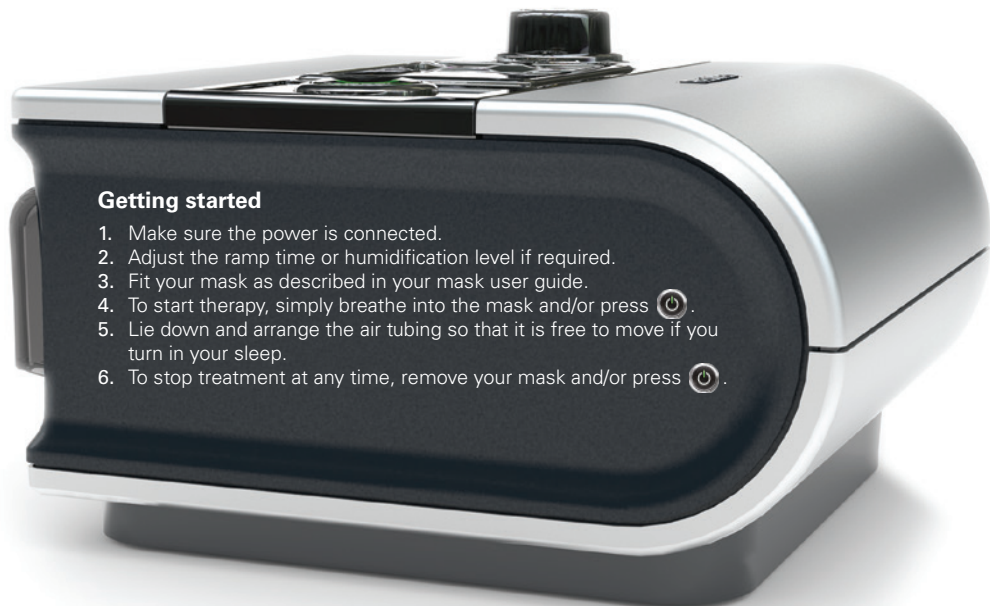 Getting started
1. Make sure the power is connected.
2. Adjust the ramp time or humidification level if required.
3. Fit your mask as described in your mask user guide.
4. To start therapy, simply breathe into the mask and/or press .
5. Lie down and arrange the air tubing so that it is free to move if you
turn in your sleep.
6. To stop treatment at any time, remove your mask and/or press .